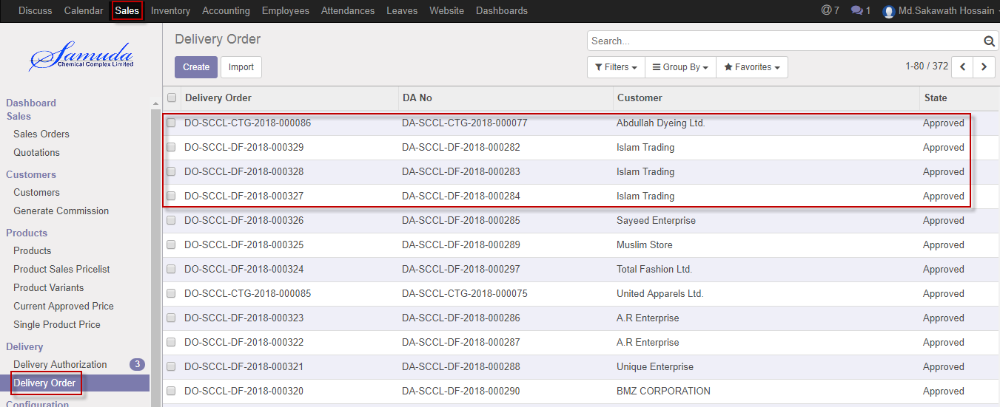 Discuss Calendar Sales Inventory Accounting Employees Attendances Leaves Website Dashboards @ 7 1 Md.Sakawath Hossain
Samuda
Chemical Complex Limited
Dashboard
Sales
Sales Orders
Quotations
Customers
Customers
Generate Commission
Products
Products
Product Sales Pricelist
Product Variants
Current Approved Price
Single Product Price
Delivery
Delivery Authorization 3
Delivery Order
Configuration
Delivery Order
Search...
Create Import
Filters Group By Favorites 1-80 / 372
Delivery Order DA No Customer State
DO-SCCL-CTG-2018-000086 DA-SCCL-CTG-2018-000077 Abdullah Dyeing Ltd. Approved
DO-SCCL-DF-2018-000329 DA-SCCL-DF-2018-000282 Islam Trading Approved
DO-SCCL-DF-2018-000328 DA-SCCL-DF-2018-000283 Islam Trading Approved
DO-SCCL-DF-2018-000327 DA-SCCL-DF-2018-000284 Islam Trading Approved
DO-SCCL-DF-2018-000326 DA-SCCL-DF-2018-000285 Sayeed Enterprise Approved
DO-SCCL-DF-2018-000325 DA-SCCL-DF-2018-000289 Muslim Store Approved
DO-SCCL-DF-2018-000324 DA-SCCL-DF-2018-000297 Total Fashion Ltd. Approved
DO-SCCL-CTG-2018-000085 DA-SCCL-CTG-2018-000075 United Apparels Ltd. Approved
DO-SCCL-DF-2018-000323 DA-SCCL-DF-2018-000286 A.R Enterprise Approved
DO-SCCL-DF-2018-000322 DA-SCCL-DF-2018-000287 A.R Enterprise Approved
DO-SCCL-DF-2018-000321 DA-SCCL-DF-2018-000288 Unique Enterprise Approved
DO-SCCL-DF-2018-000320 DA-SCCL-DF-2018-000290 BMZ CORPORATION Approved